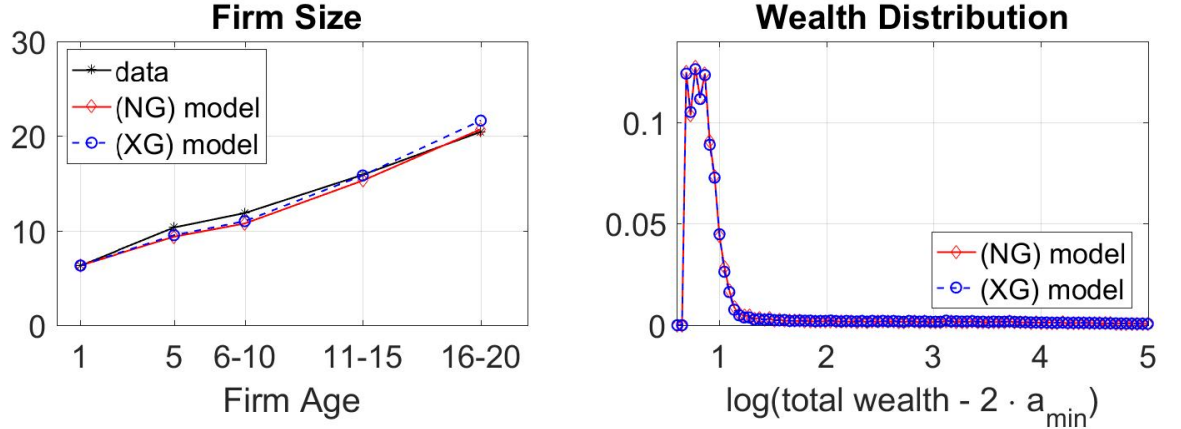 Firm Size
30
20
10
0
data
(NG) model
(XG) model
1 5 6-10 11-15 16-20
Firm Age
Wealth Distribution
0.1
0.05
0
(NG) model
(XG) model
1 2 3 4 5
log(total wealth - 2 · a_min)